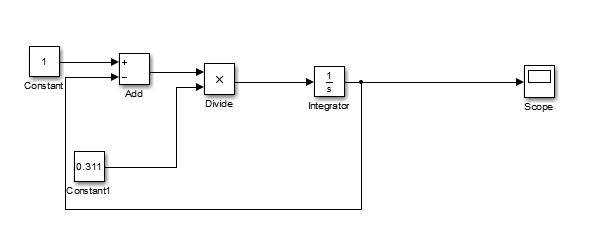 1
Constant
+
−
Add
×
Divide
1
s
Integrator
Scope
0.311
Constant1